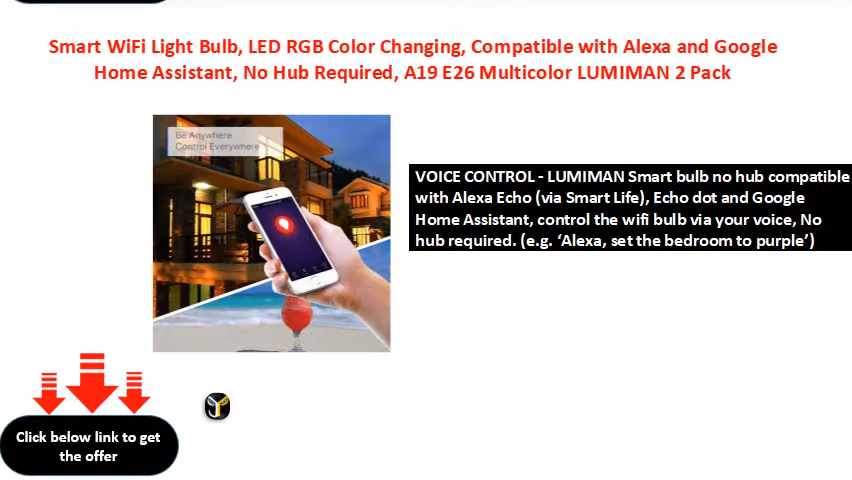 Smart WiFi Light Bulb, LED RGB Color Changing, Compatible with Alexa and Google
Home Assistant, No Hub Required, A19 E26 Multicolor LUMIMAN 2 Pack
Be Anywhere
Control Everywhere
VOICE CONTROL - LUMIMAN Smart bulb no hub compatible
with Alexa Echo (via Smart Life), Echo dot and Google
Home Assistant, control the wifi bulb via your voice, No
hub required. (e.g. ‘Alexa, set the bedroom to purple’)
Click below link to get
the offer